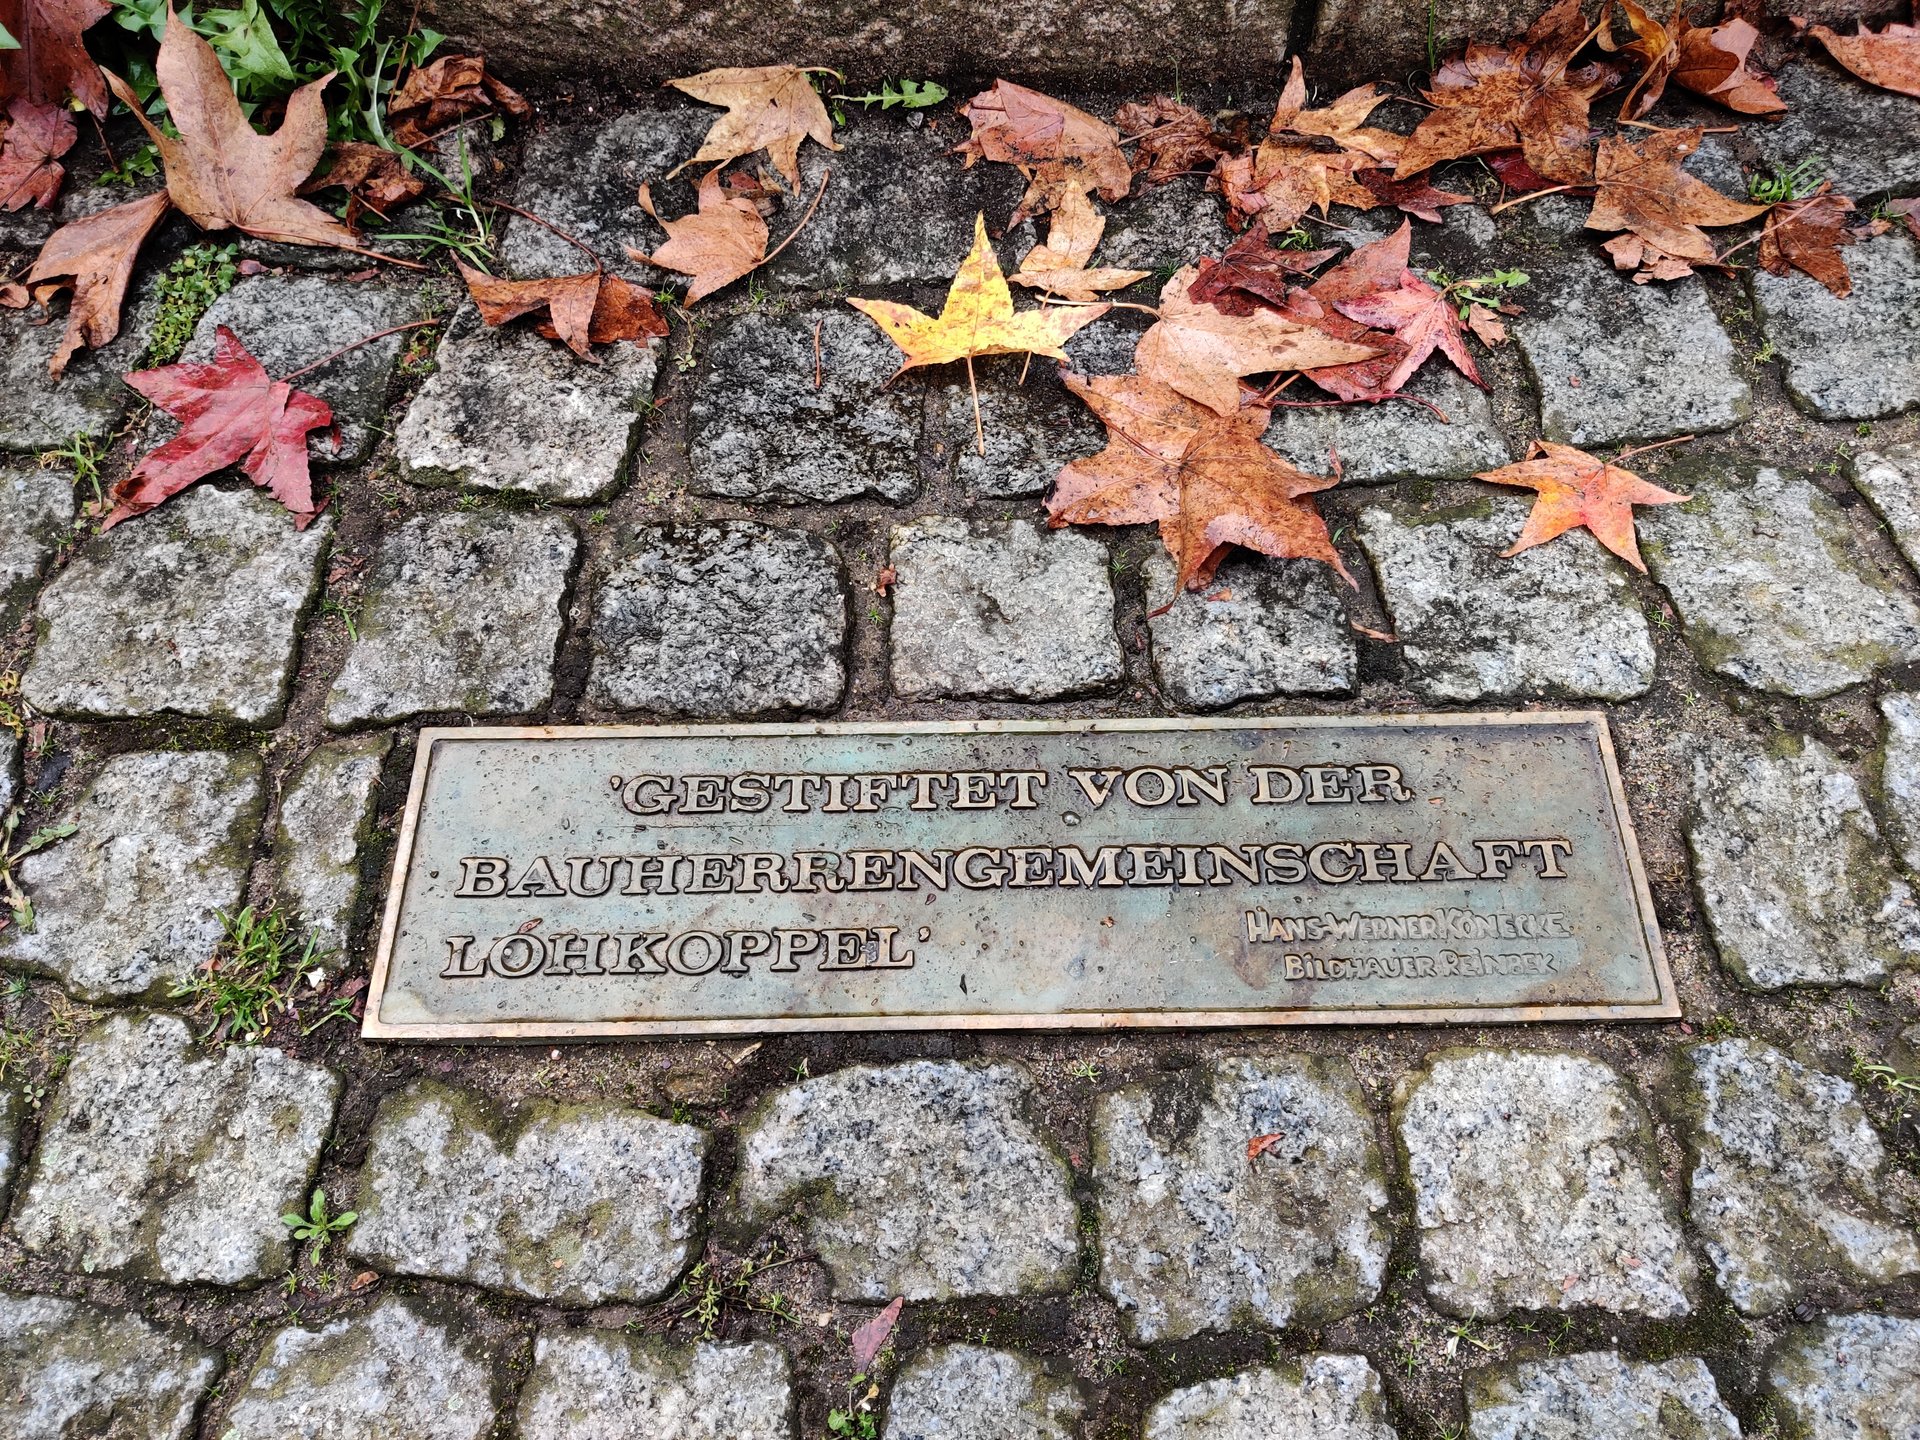 'GESTIFTET VON DER
BAUHERRENGEMEINSCHAFT
LOHKOPPEL'
HANS-WERNER KÖNECKE
BILDHAUER REINBEK